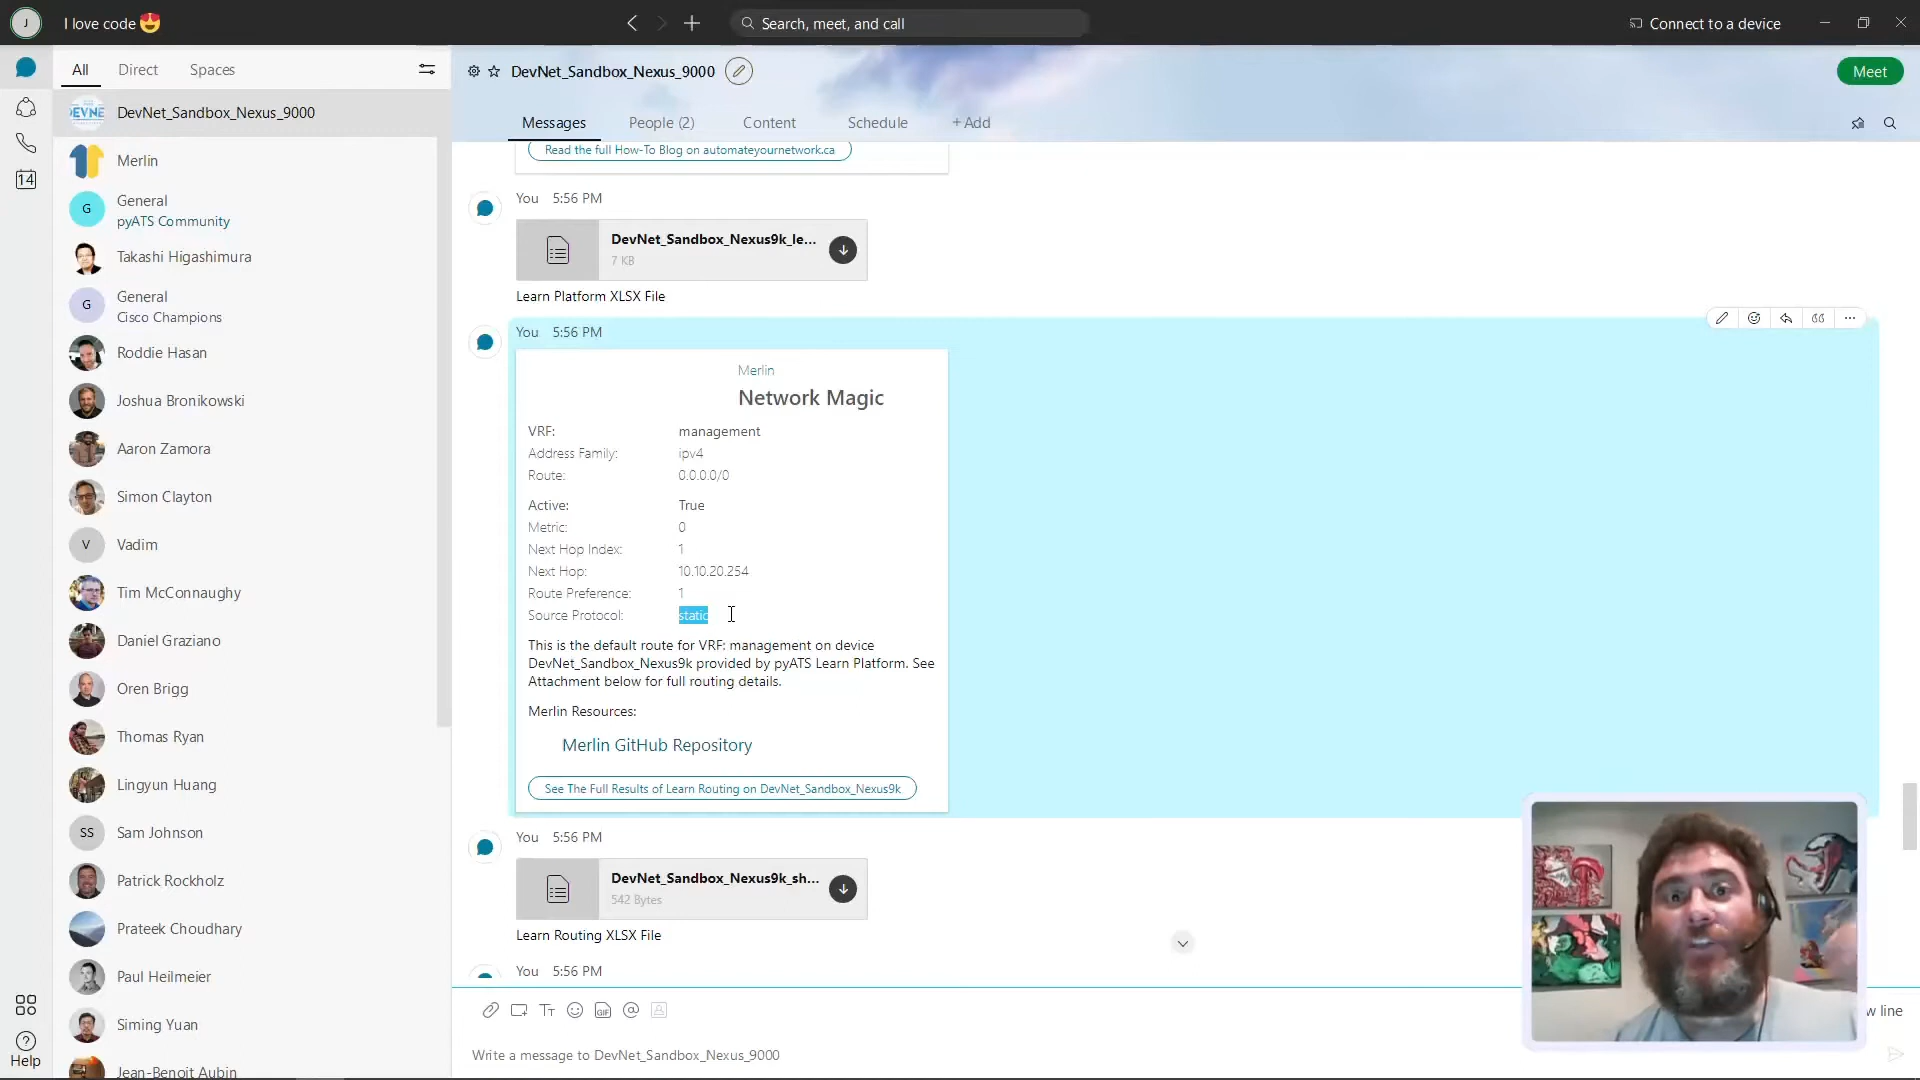 J
I love code
Search, meet, and call
Connect to a device
All
Direct
Spaces
EVNE
DevNet_Sandbox_Nexus_9000
Merlin
G
General
pyATS Community
14
Takashi Higashimura
G
General
Cisco Champions
Roddie Hasan
Joshua Bronikowski
Aaron Zamora
Simon Clayton
V
Vadim
Tim McConnaughy
Daniel Graziano
Oren Brigg
Thomas Ryan
Lingyun Huang
SS
Sam Johnson
Patrick Rockholz
Prateek Choudhary
Paul Heilmeier
Siming Yuan
Jean-Benoit Aubin
Help
DevNet_Sandbox_Nexus_9000
Meet
Messages
People (2)
Content
Schedule
+ Add
Read the full How-To Blog on automateyournetwork.ca
You 5:56 PM
DevNet_Sandbox_Nexus9k_le...
7 KB
Learn Platform XLSX File
You 5:56 PM
Merlin
Network Magic
VRF: management
Address Family: ipv4
Route: 0.0.0.0/0
Active: True
Metric: 0
Next Hop Index: 1
Next Hop: 10.10.20.254
Route Preference: 1
Source Protocol: static
This is the default route for VRF: management on device
DevNet_Sandbox_Nexus9k provided by pyATS Learn Platform. See
Attachment below for full routing details.
Merlin Resources:
Merlin GitHub Repository
See The Full Results of Learn Routing on DevNet_Sandbox_Nexus9k
You 5:56 PM
DevNet_Sandbox_Nexus9k_sh...
542 Bytes
Learn Routing XLSX File
You 5:56 PM
GIF
w line
Write a message to DevNet_Sandbox_Nexus_9000